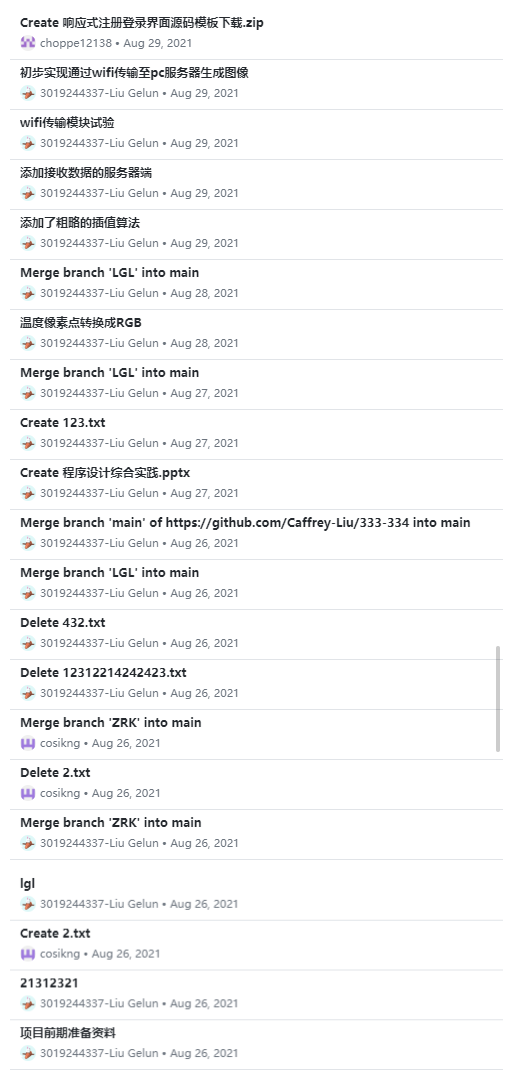 Create 响应式注册登录界面源码模板下载.zip
choppe12138 • Aug 29, 2021
初步实现通过wifi传输至pc服务器生成图像
3019244337-Liu Gelun • Aug 29, 2021
wifi传输模块试验
3019244337-Liu Gelun • Aug 29, 2021
添加接收数据的服务器端
3019244337-Liu Gelun • Aug 29, 2021
添加了粗略的插值算法
3019244337-Liu Gelun • Aug 29, 2021
Merge branch 'LGL' into main
3019244337-Liu Gelun • Aug 28, 2021
温度像素点转换成RGB
3019244337-Liu Gelun • Aug 28, 2021
Merge branch 'LGL' into main
3019244337-Liu Gelun • Aug 27, 2021
Create 123.txt
3019244337-Liu Gelun • Aug 27, 2021
Create 程序设计综合实践.pptx
3019244337-Liu Gelun • Aug 27, 2021
Merge branch 'main' of https://github.com/Caffrey-Liu/333-334 into main
3019244337-Liu Gelun • Aug 26, 2021
Merge branch 'LGL' into main
3019244337-Liu Gelun • Aug 26, 2021
Delete 432.txt
3019244337-Liu Gelun • Aug 26, 2021
Delete 12312214242423.txt
3019244337-Liu Gelun • Aug 26, 2021
Merge branch 'ZRK' into main
cosikng • Aug 26, 2021
Delete 2.txt
cosikng • Aug 26, 2021
Merge branch 'ZRK' into main
3019244337-Liu Gelun • Aug 26, 2021
lgl
3019244337-Liu Gelun • Aug 26, 2021
Create 2.txt
cosikng • Aug 26, 2021
21312321
3019244337-Liu Gelun • Aug 26, 2021
项目前期准备资料
3019244337-Liu Gelun • Aug 26, 2021